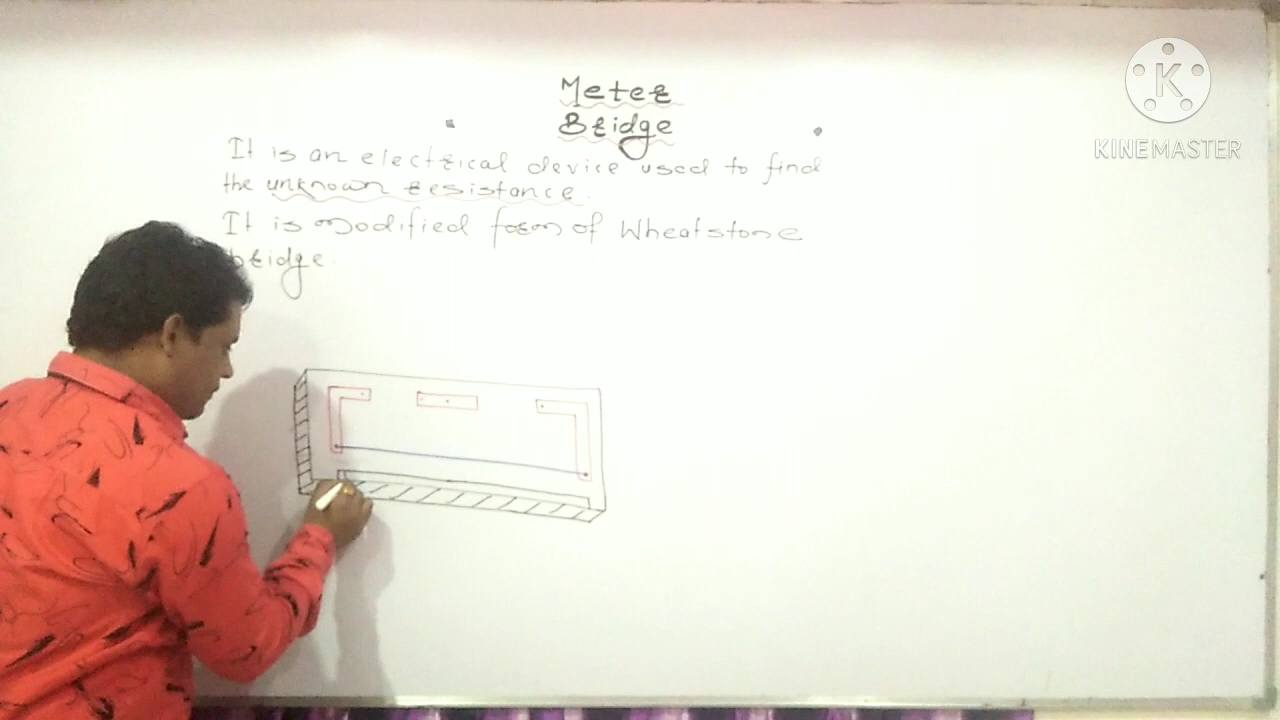 Meter
Bridge
It is an electrical device used to find
the unknown resistance.
It is modified form of Wheatstone
bridge.
K
KINEMASTER